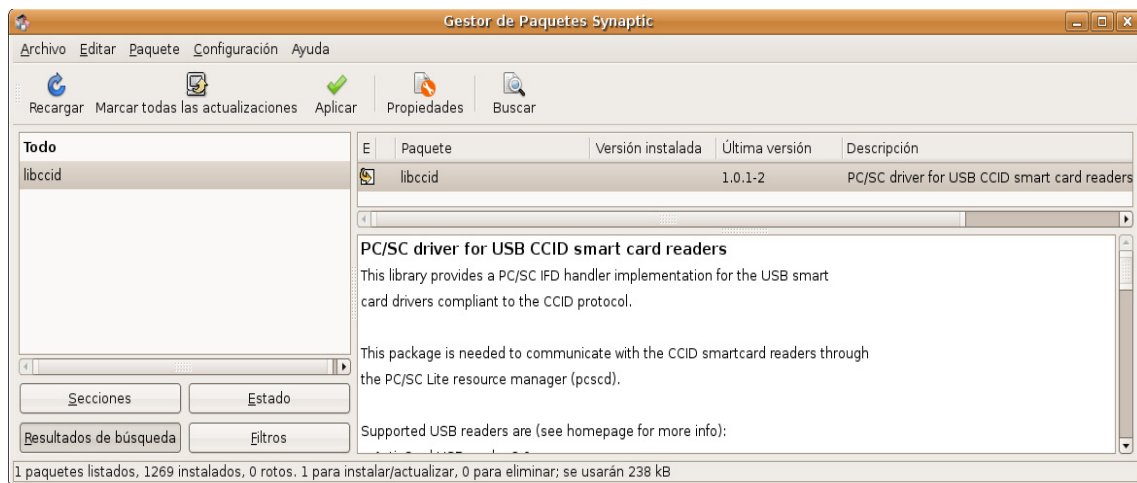 Gestor de Paquetes Synaptic
Archivo Editar Paquete Configuración Ayuda
Recargar Marcar todas las actualizaciones Aplicar Propiedades Buscar
Todo
libccid
E Paquete Versión instalada Última versión Descripción
libccid 1.0.1-2 PC/SC driver for USB CCID smart card readers
PC/SC driver for USB CCID smart card readers
This library provides a PC/SC IFD handler implementation for the USB smart
card drivers compliant to the CCID protocol.
This package is needed to communicate with the CCID smartcard readers through
the PC/SC Lite resource manager (pcscd).
Supported USB readers are (see homepage for more info):
Secciones Estado
Resultados de búsqueda Filtros
1 paquetes listados, 1269 instalados, 0 rotos. 1 para instalar/actualizar, 0 para eliminar; se usarán 238 kB